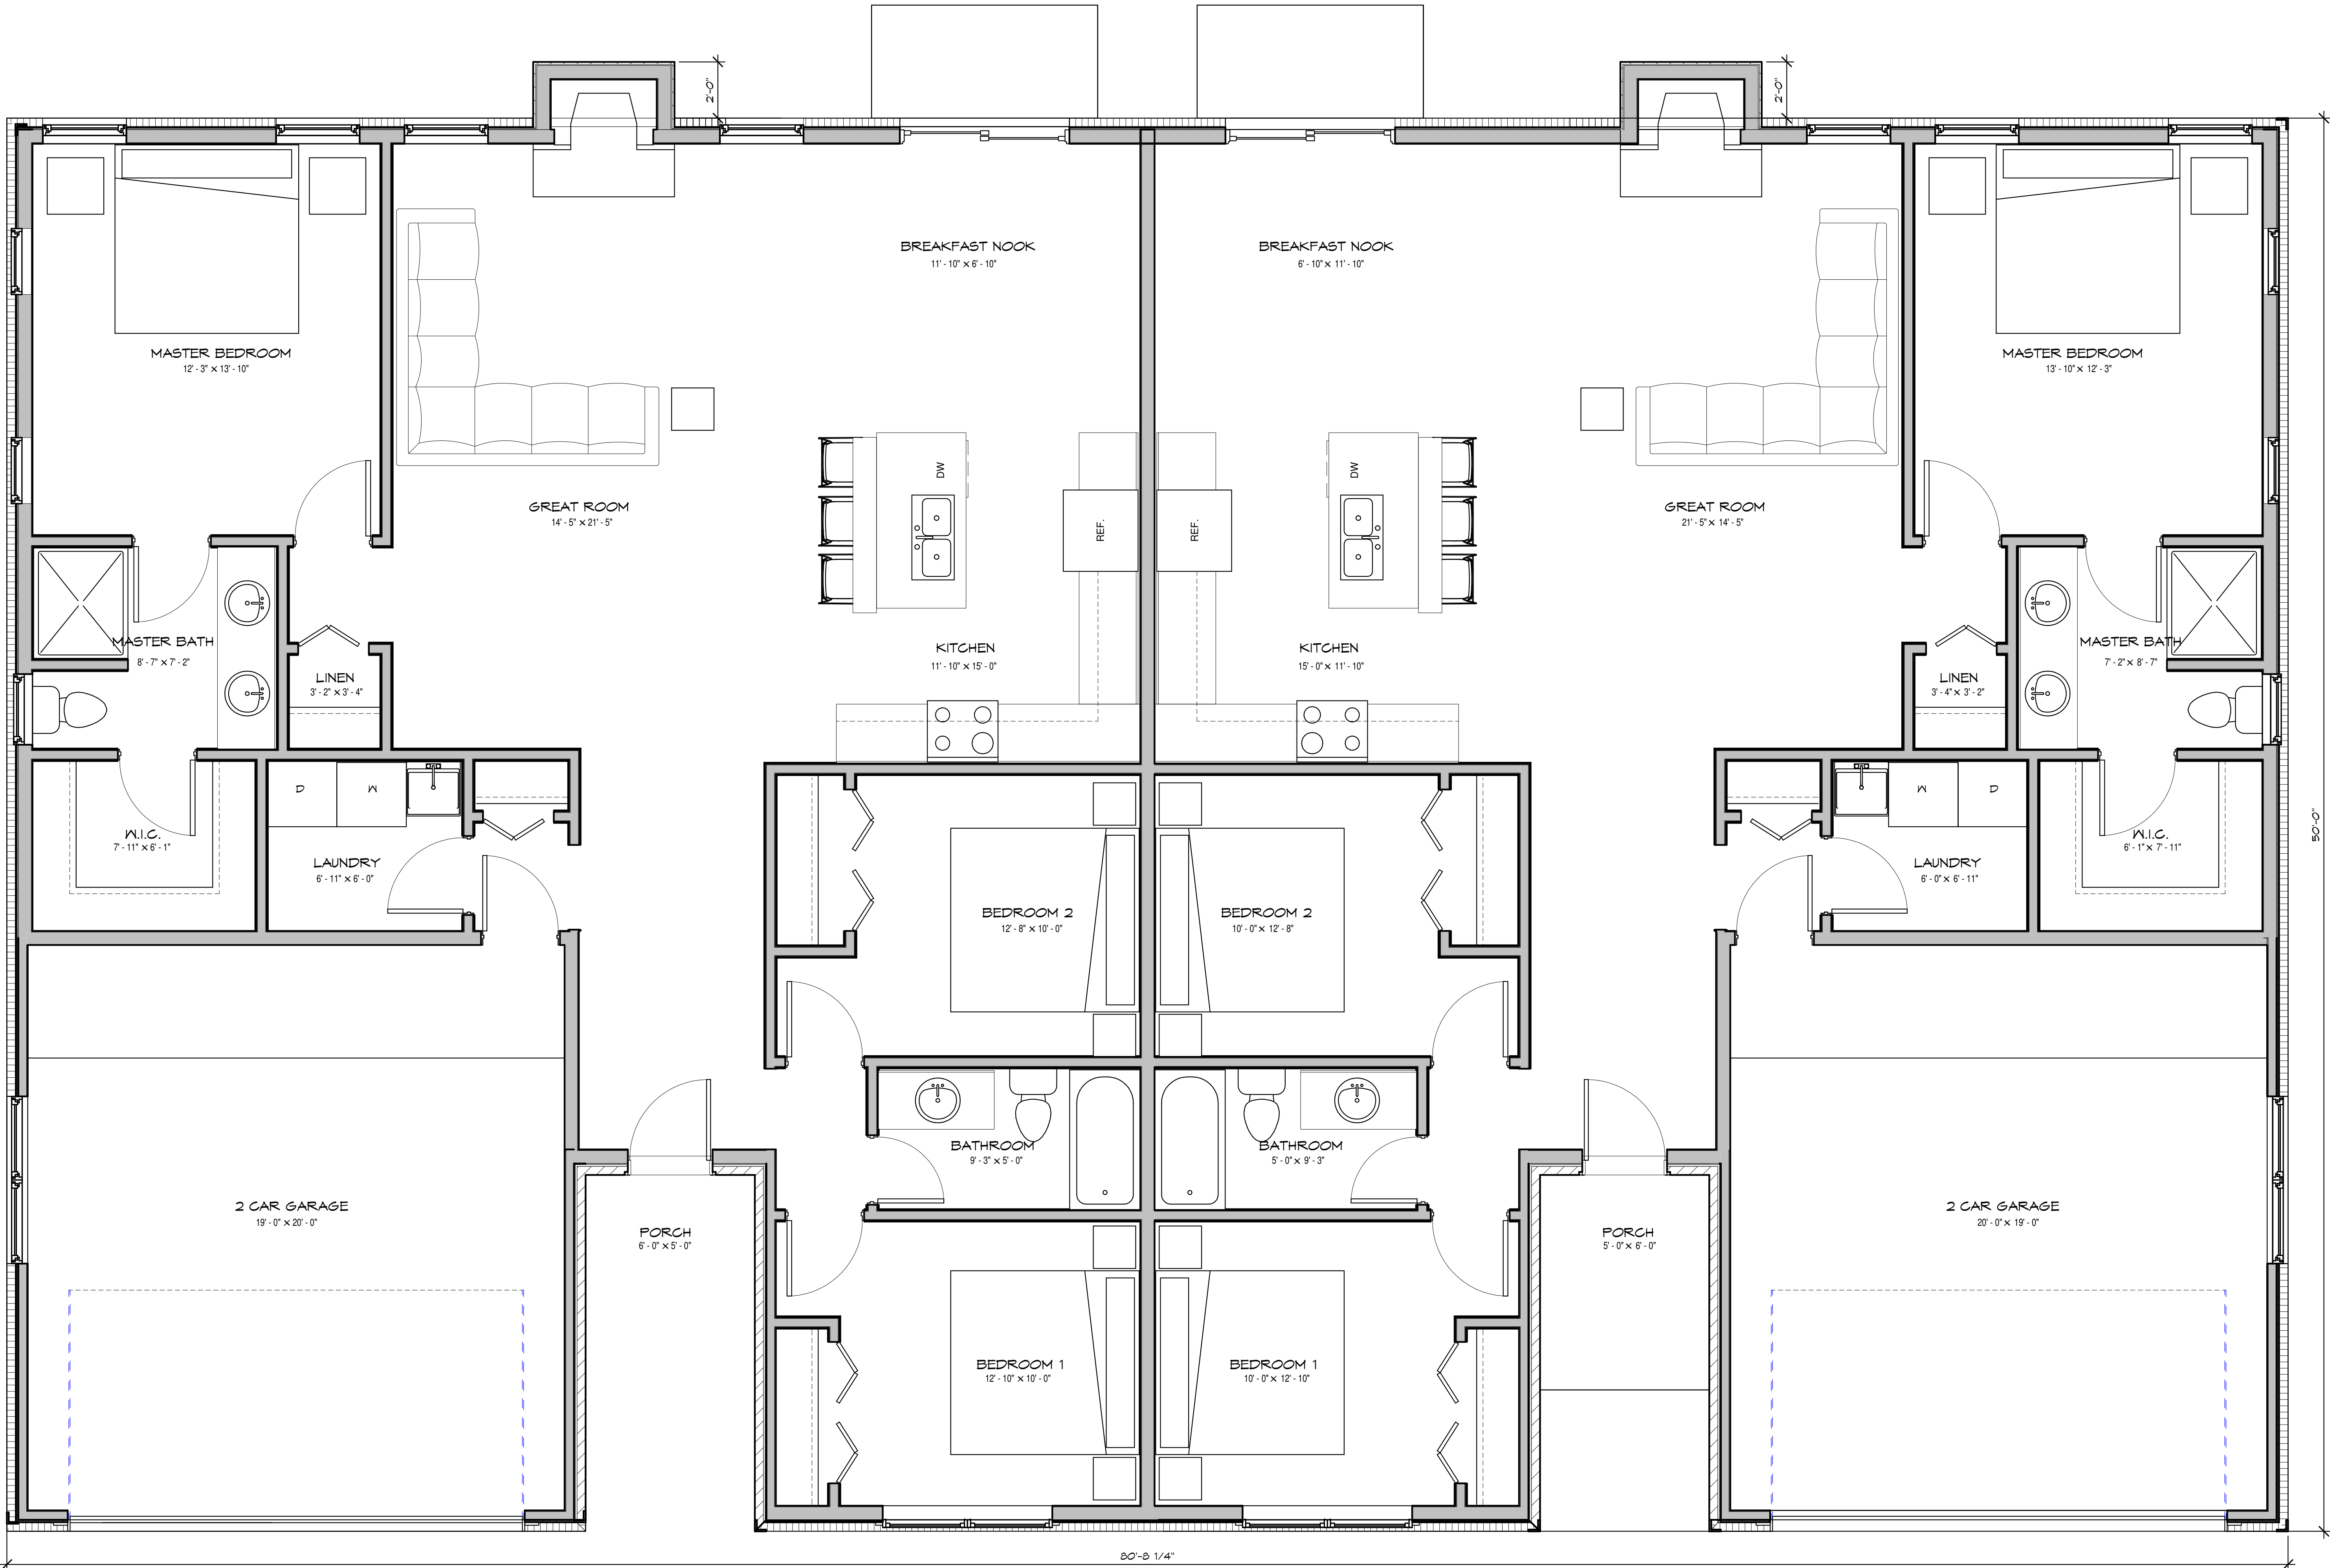 2'-0"
2'-0"
BREAKFAST NOOK
11' - 10" x 6' - 10"
BREAKFAST NOOK
6' - 10" x 11' - 10"
MASTER BEDROOM
12' - 3" x 13' - 10"
MASTER BEDROOM
13' - 10" x 12' - 3"
DW
DW
GREAT ROOM
14' - 5" x 21' - 5"
REF.
REF.
GREAT ROOM
21' - 5" x 14' - 5"
MASTER BATH
8' - 7" x 7' - 2"
KITCHEN
11' - 10" x 15' - 0"
KITCHEN
15' - 0" x 11' - 10"
MASTER BATH
7' - 2" x 8' - 7"
LINEN
3' - 2" x 3' - 4"
LINEN
3' - 4" x 3' - 2"
D
W
W
D
50'-0"
W.I.C.
7' - 11" x 6' - 1"
W.I.C.
6' - 1" x 7' - 11"
LAUNDRY
6' - 11" x 6' - 0"
LAUNDRY
6' - 0" x 6' - 11"
BEDROOM 2
12' - 8" x 10' - 0"
BEDROOM 2
10' - 0" x 12' - 8"
BATHROOM
9' - 3" x 5' - 0"
BATHROOM
5' - 0" x 9' - 3"
2 CAR GARAGE
19' - 0" x 20' - 0"
2 CAR GARAGE
20' - 0" x 19' - 0"
PORCH
6' - 0" x 5' - 0"
PORCH
5' - 0" x 6' - 0"
BEDROOM 1
12' - 10" x 10' - 0"
BEDROOM 1
10' - 0" x 12' - 10"
80'-8 1/4"